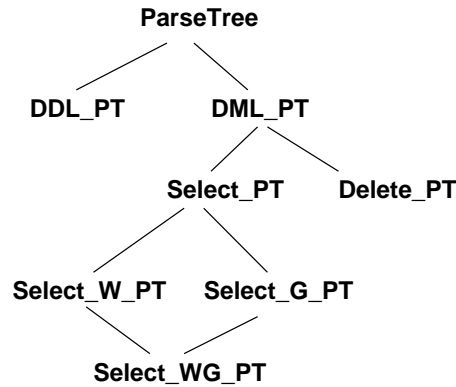 ParseTree
DDL_PT DML_PT
Select_PT Delete_PT
Select_W_PT Select_G_PT
Select_WG_PT